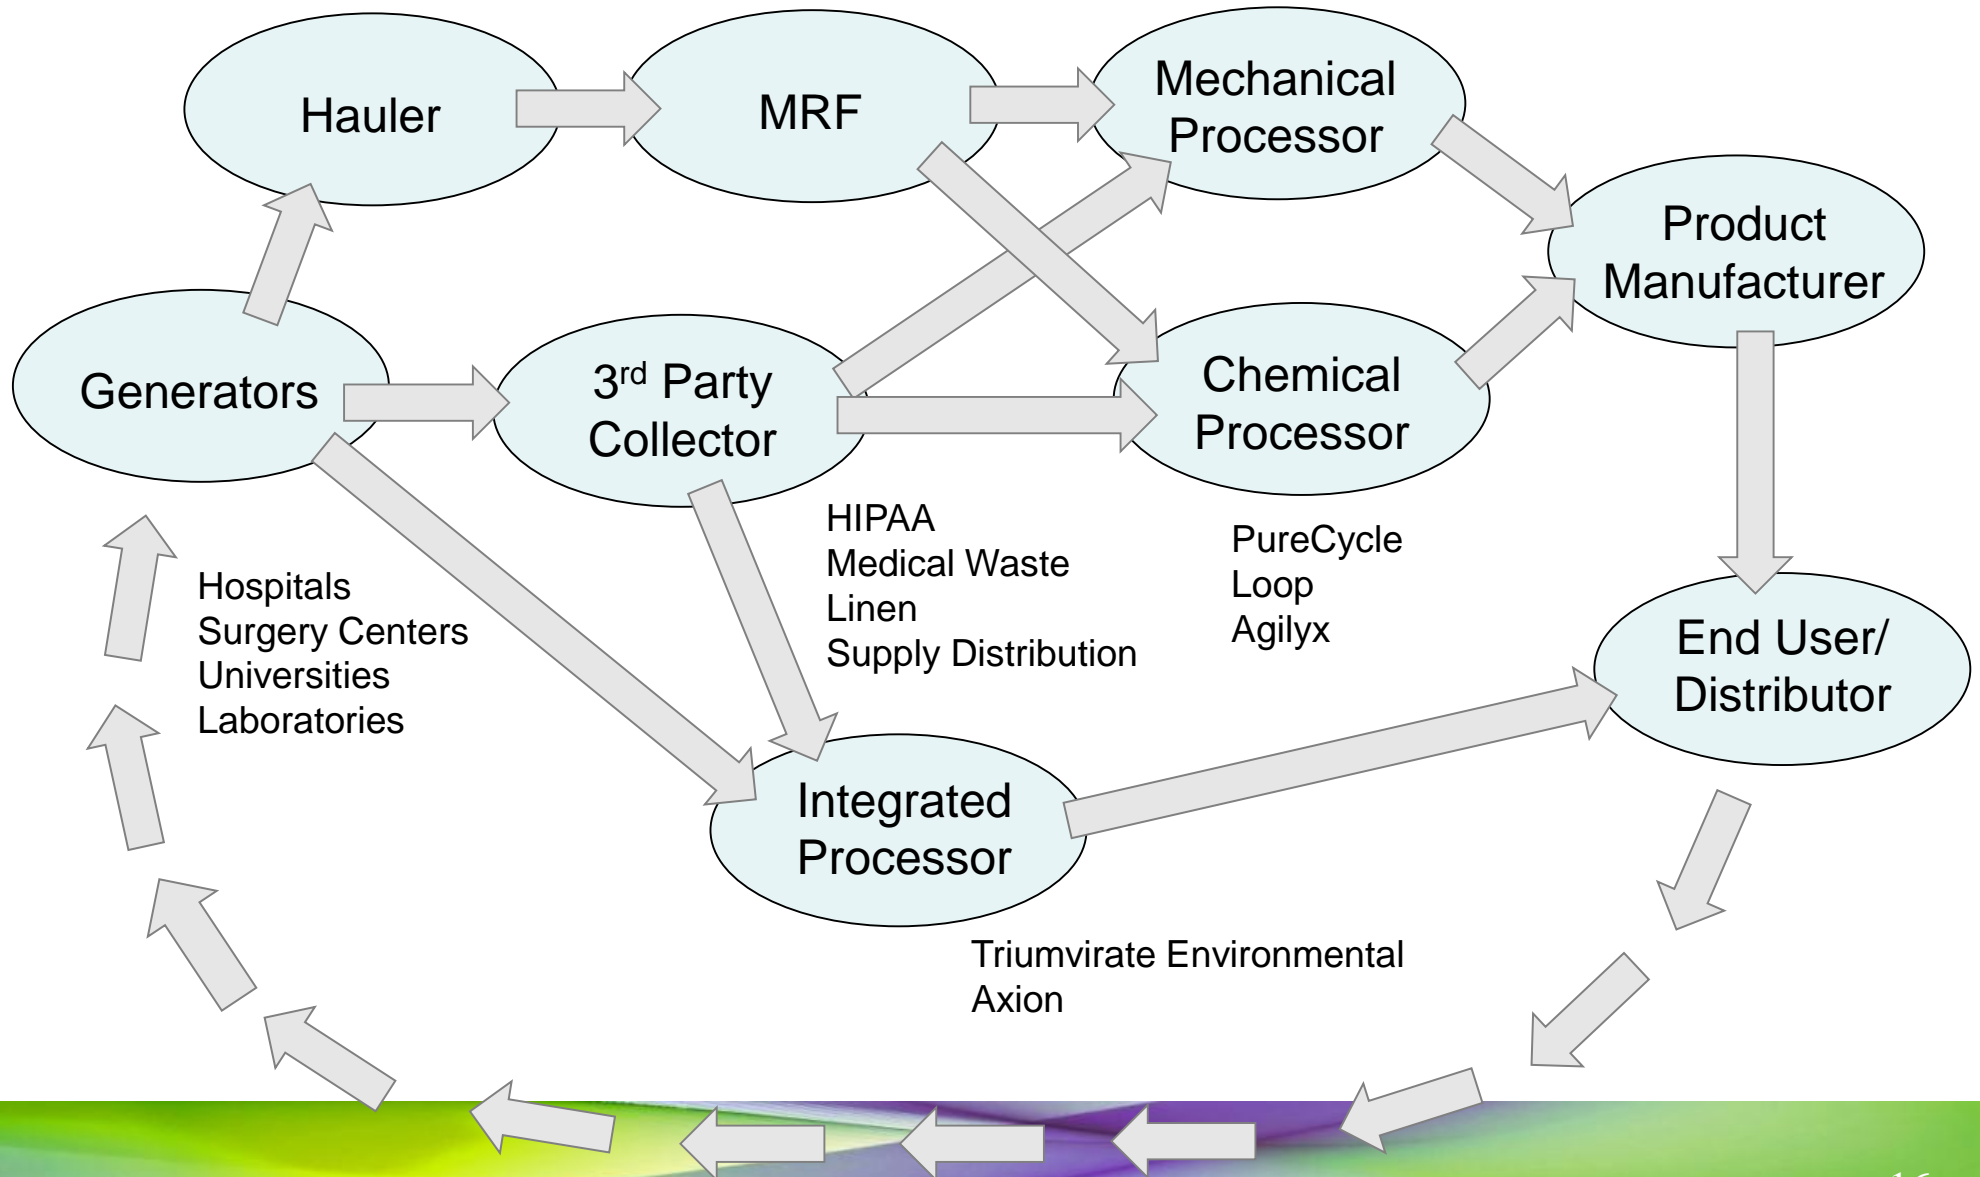 Hauler
MRF
Mechanical
Processor
Product
Manufacturer
Generators
3rd Party
Collector
Chemical
Processor
HIPAA
Medical Waste
Linen
Supply Distribution
PureCycle
Loop
Agilyx
Hospitals
Surgery Centers
Universities
Laboratories
End User/
Distributor
Integrated
Processor
Triumvirate Environmental
Axion